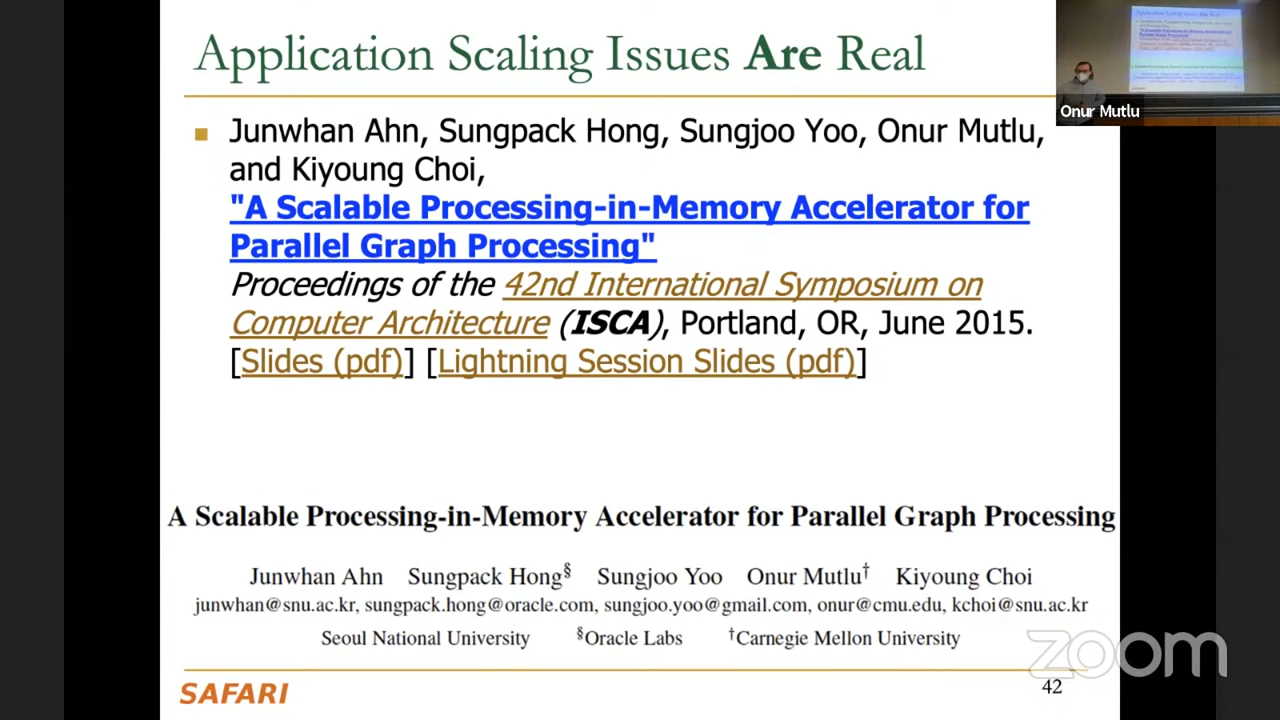 Application Scaling Issues Are Real
Junwhan Ahn, Sungpack Hong, Sungjoo Yoo, Onur Mutlu,
and Kiyoung Choi,
"A Scalable Processing-in-Memory Accelerator for
Parallel Graph Processing"
Proceedings of the 42nd International Symposium on
Computer Architecture (ISCA), Portland, OR, June 2015.
[Slides (pdf)] [Lightning Session Slides (pdf)]
A Scalable Processing-in-Memory Accelerator for Parallel Graph Processing
Junwhan Ahn Sungpack Hong§ Sungjoo Yoo Onur Mutlu† Kiyoung Choi
junwhan@snu.ac.kr, sungpack.hong@oracle.com, sungjoo.yoo@gmail.com, onur@cmu.edu, kchoi@snu.ac.kr
Seoul National University §Oracle Labs †Carnegie Mellon University
SAFARI
42
zoom
Application Scaling Issues Are Real
Onur Mutlu